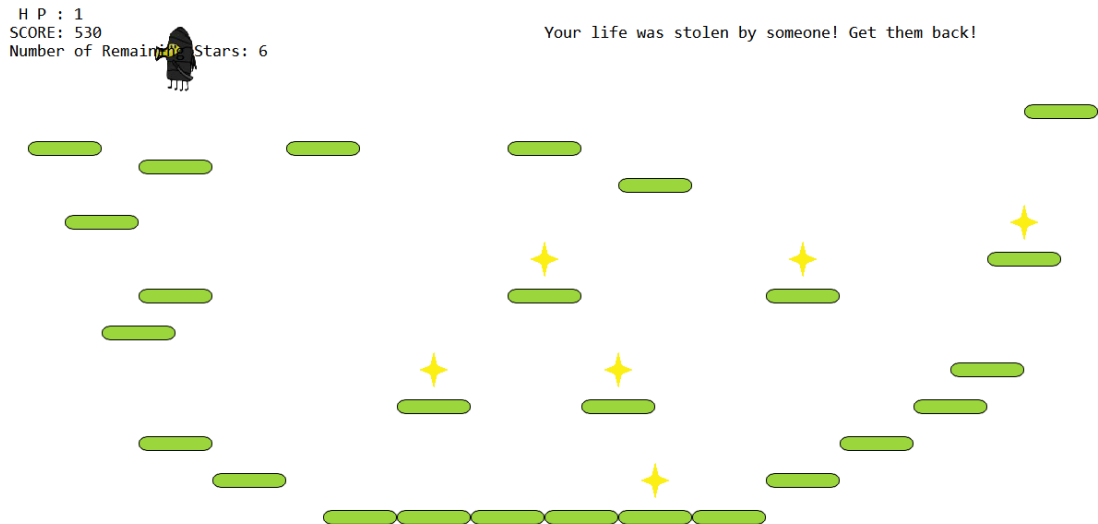 H P : 1
SCORE: 530
Number of Remaining Stars: 6
Your life was stolen by someone! Get them back!